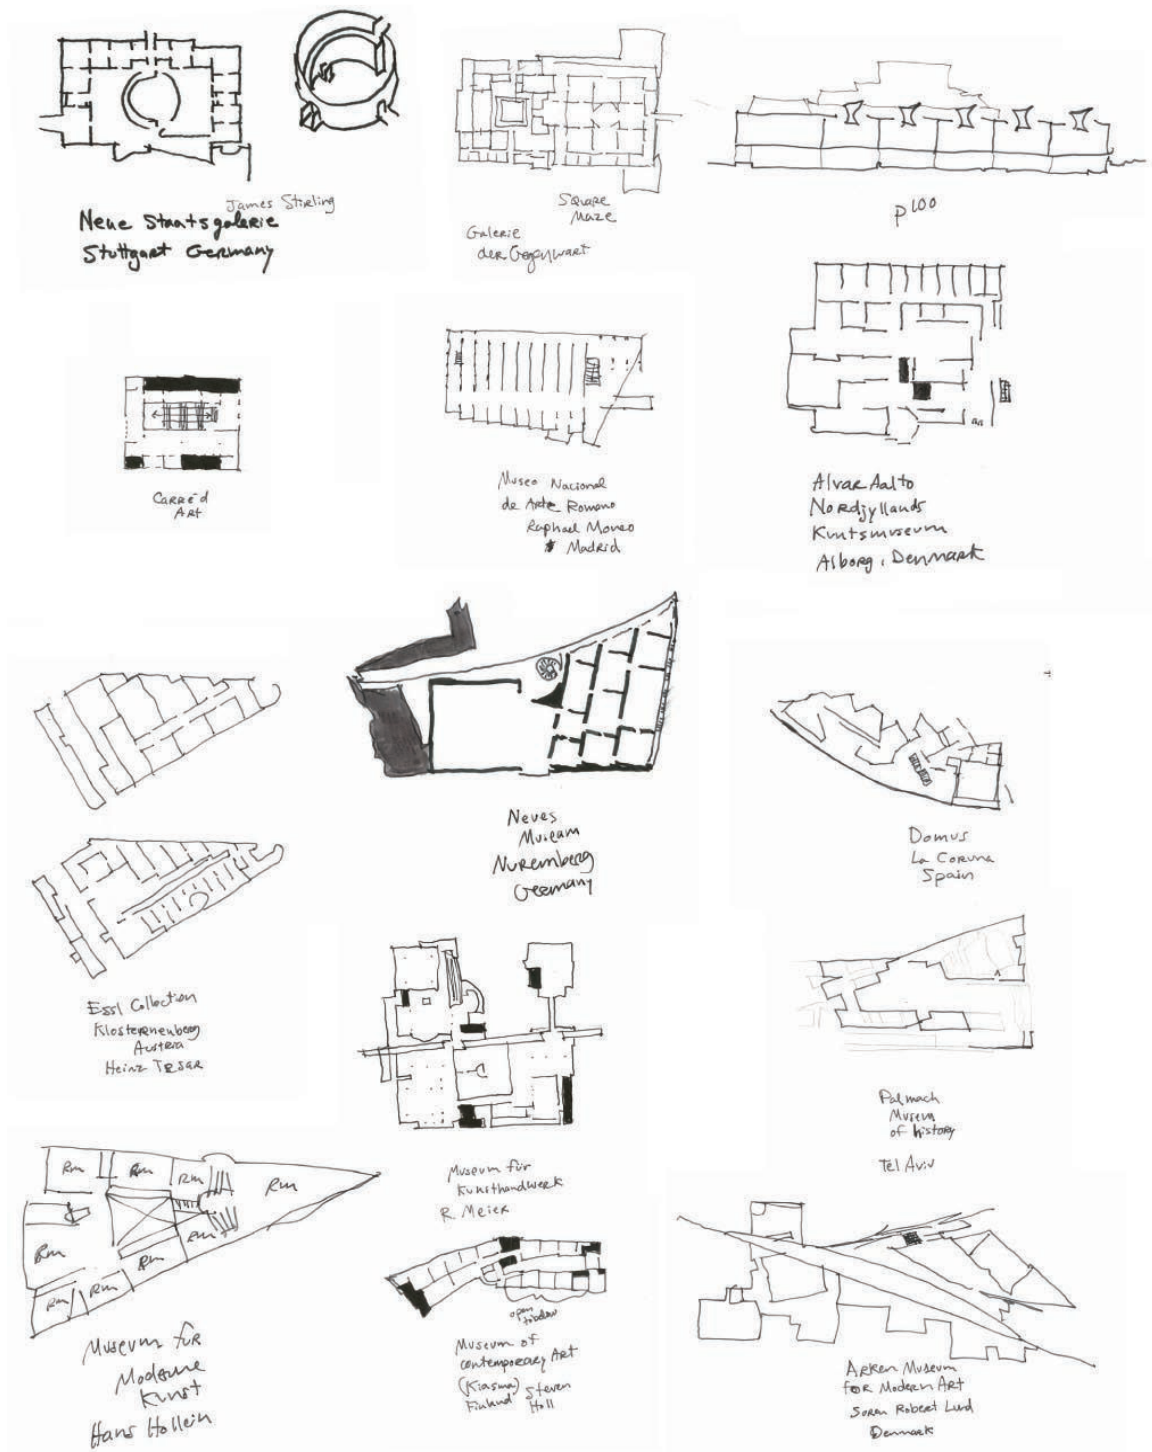 James Stirling
Neue Staatsgalerie
Stuttgart Germany
Square
Maze
Galerie
der Gegenwart
p100
Carré d
Art
Museo Nacional
de Arte Romano
Raphael Moneo
Madrid
Alvar Aalto
Nordjyllands
Kuntsmuseum
Alborg, Denmark
Neues
Museum
Nuremberg
Germany
Domus
La Coruna
Spain
Essl Collection
Klosterneuberg
Austria
Heinz Tesar
Museum für
Kunsthandwerk
R. Meier
Palmach
Museum
of history
Tel Aviv
Rm
Rm
Rm
Rm
Rm
Rm
Rm
Rm
Rm
Museum fur
Moderne
Kunst
Hans Hollein
open
Museum of
contemporary Art
(Kiasma) Steven
Finland Holl
Arken Museum
for Modern Art
Soren Robert Lund
Denmark